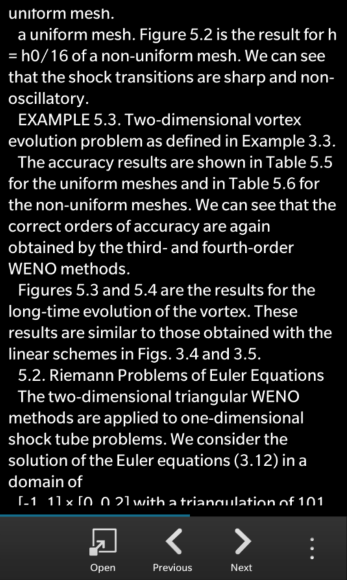 uniform mesh.
a uniform mesh. Figure 5.2 is the result for h
= h0/16 of a non-uniform mesh. We can see
that the shock transitions are sharp and non-
oscillatory.
EXAMPLE 5.3. Two-dimensional vortex
evolution problem as defined in Example 3.3.
The accuracy results are shown in Table 5.5
for the uniform meshes and in Table 5.6 for
the non-uniform meshes. We can see that the
correct orders of accuracy are again
obtained by the third- and fourth-order
WENO methods.
Figures 5.3 and 5.4 are the results for the
long-time evolution of the vortex. These
results are similar to those obtained with the
linear schemes in Figs. 3.4 and 3.5.
5.2. Riemann Problems of Euler Equations
The two-dimensional triangular WENO
methods are applied to one-dimensional
shock tube problems. We consider the
solution of the Euler equations (3.12) in a
domain of
[-1, 1] × [0, 0.2] with a triangulation of 101
Open Previous Next